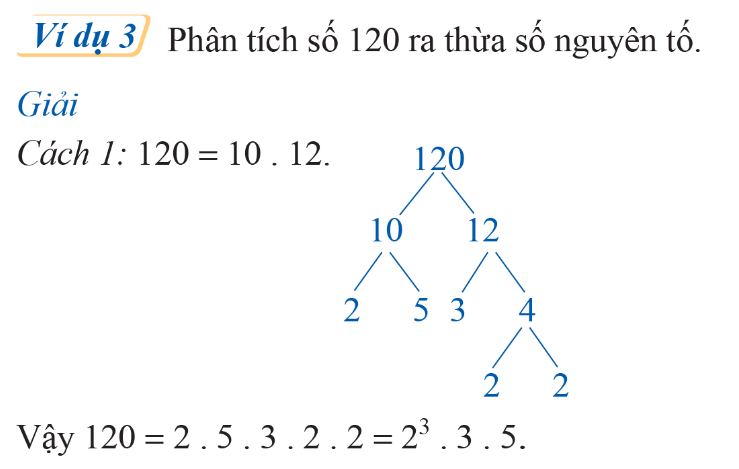 Ví dụ 3 Phân tích số 120 ra thừa số nguyên tố.
Giải
Cách 1: 120 = 10 . 12.
120
10 12
2 5 3 4
2 2
Vậy 120 = 2 . 5 . 3 . 2 . 2 = 2³ . 3 . 5.